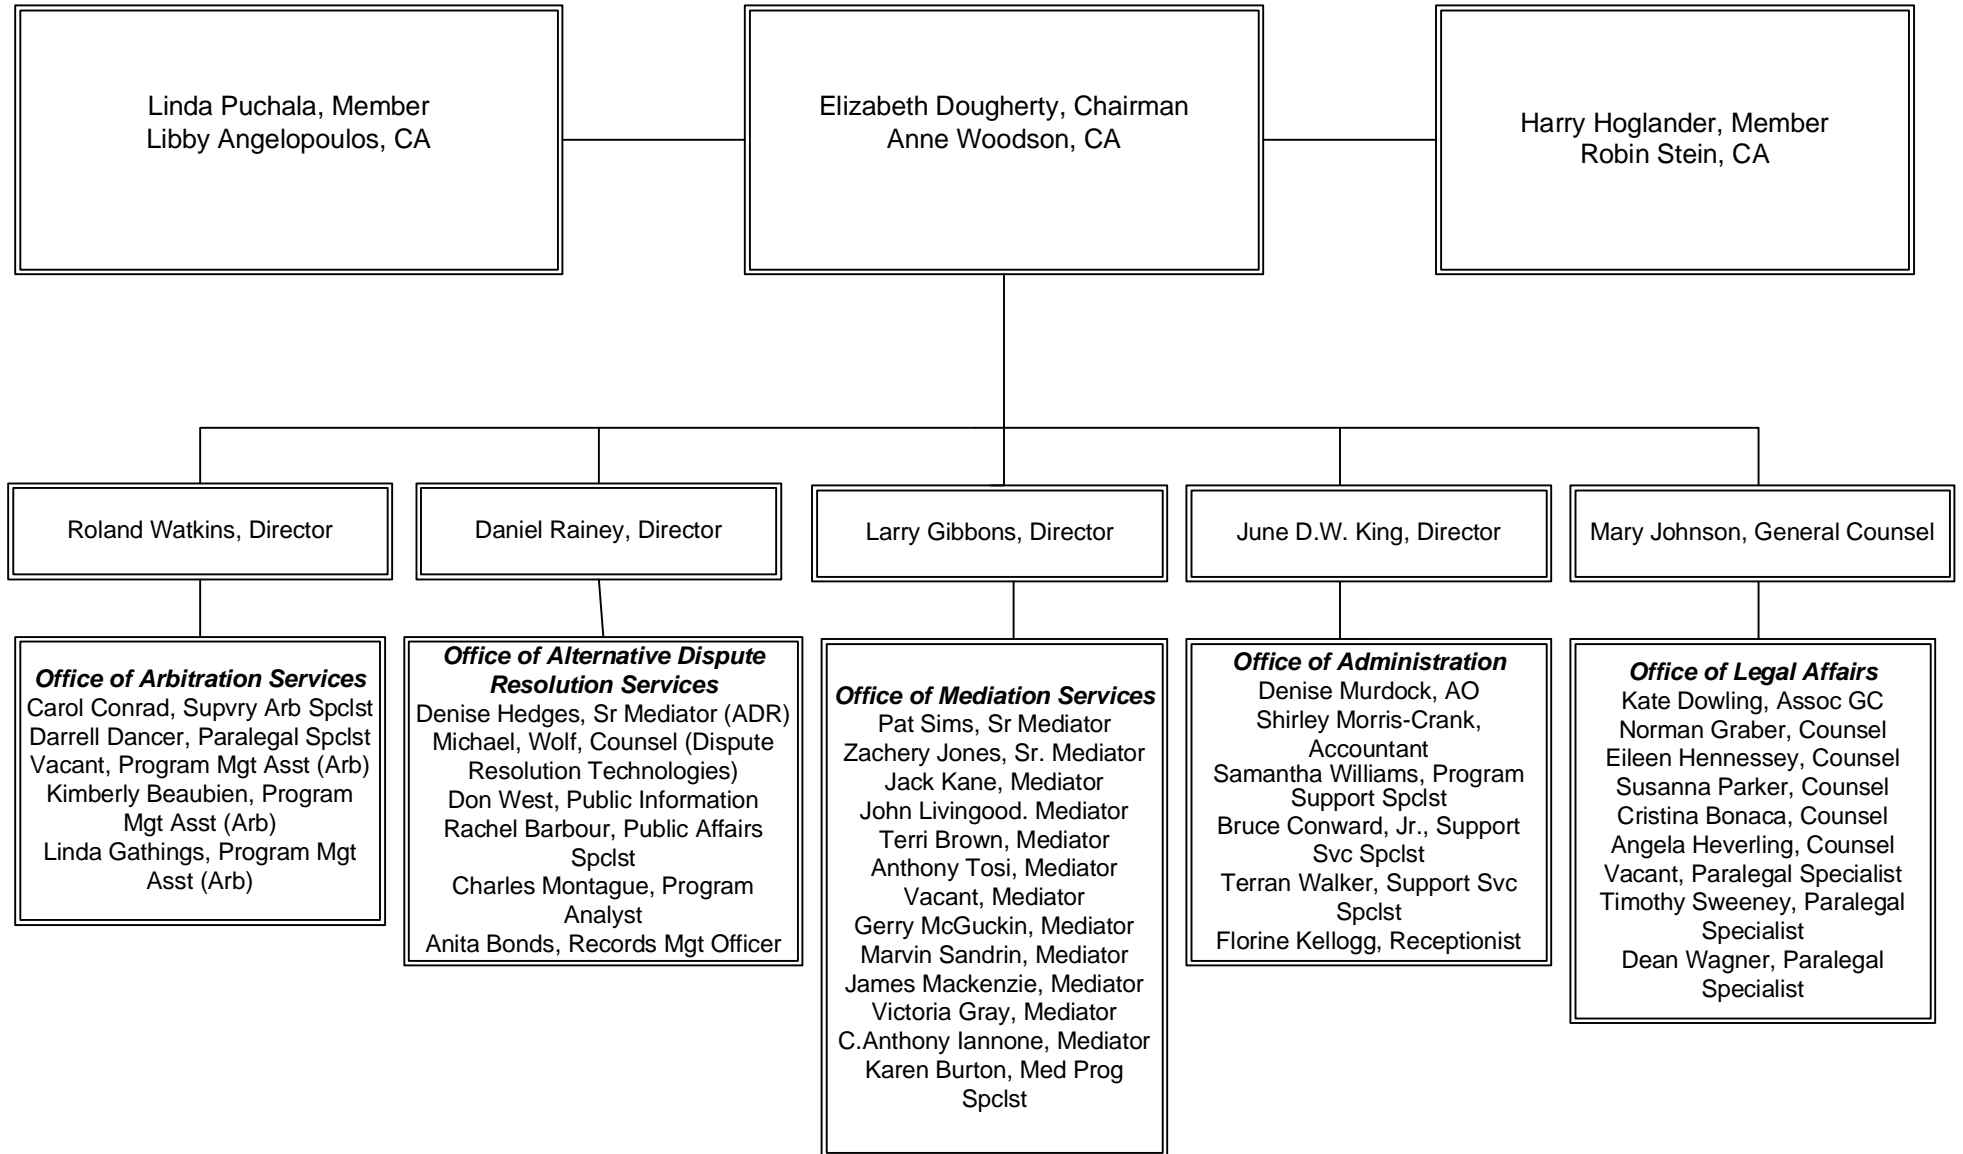 Linda Puchala, Member
Libby Angelopoulos, CA
Elizabeth Dougherty, Chairman
Anne Woodson, CA
Harry Hoglander, Member
Robin Stein, CA
Roland Watkins, Director
Daniel Rainey, Director
Larry Gibbons, Director
June D.W. King, Director
Mary Johnson, General Counsel
Office of Arbitration Services
Carol Conrad, Supvry Arb Spclst
Darrell Dancer, Paralegal Spclst
Vacant, Program Mgt Asst (Arb)
Kimberly Beaubien, Program
Mgt Asst (Arb)
Linda Gathings, Program Mgt
Asst (Arb)
Office of Alternative Dispute
Resolution Services
Denise Hedges, Sr Mediator (ADR)
Michael, Wolf, Counsel (Dispute
Resolution Technologies)
Don West, Public Information
Rachel Barbour, Public Affairs
Spclst
Charles Montague, Program
Analyst
Anita Bonds, Records Mgt Officer
Office of Mediation Services
Pat Sims, Sr Mediator
Zachery Jones, Sr. Mediator
Jack Kane, Mediator
John Livingood. Mediator
Terri Brown, Mediator
Anthony Tosi, Mediator
Vacant, Mediator
Gerry McGuckin, Mediator
Marvin Sandrin, Mediator
James Mackenzie, Mediator
Victoria Gray, Mediator
C.Anthony Iannone, Mediator
Karen Burton, Med Prog
Spclst
Office of Administration
Denise Murdock, AO
Shirley Morris-Crank,
Accountant
Samantha Williams, Program
Support Spclst
Bruce Conward, Jr., Support
Svc Spclst
Terran Walker, Support Svc
Spclst
Florine Kellogg, Receptionist
Office of Legal Affairs
Kate Dowling, Assoc GC
Norman Graber, Counsel
Eileen Hennessey, Counsel
Susanna Parker, Counsel
Cristina Bonaca, Counsel
Angela Heverling, Counsel
Vacant, Paralegal Specialist
Timothy Sweeney, Paralegal
Specialist
Dean Wagner, Paralegal
Specialist